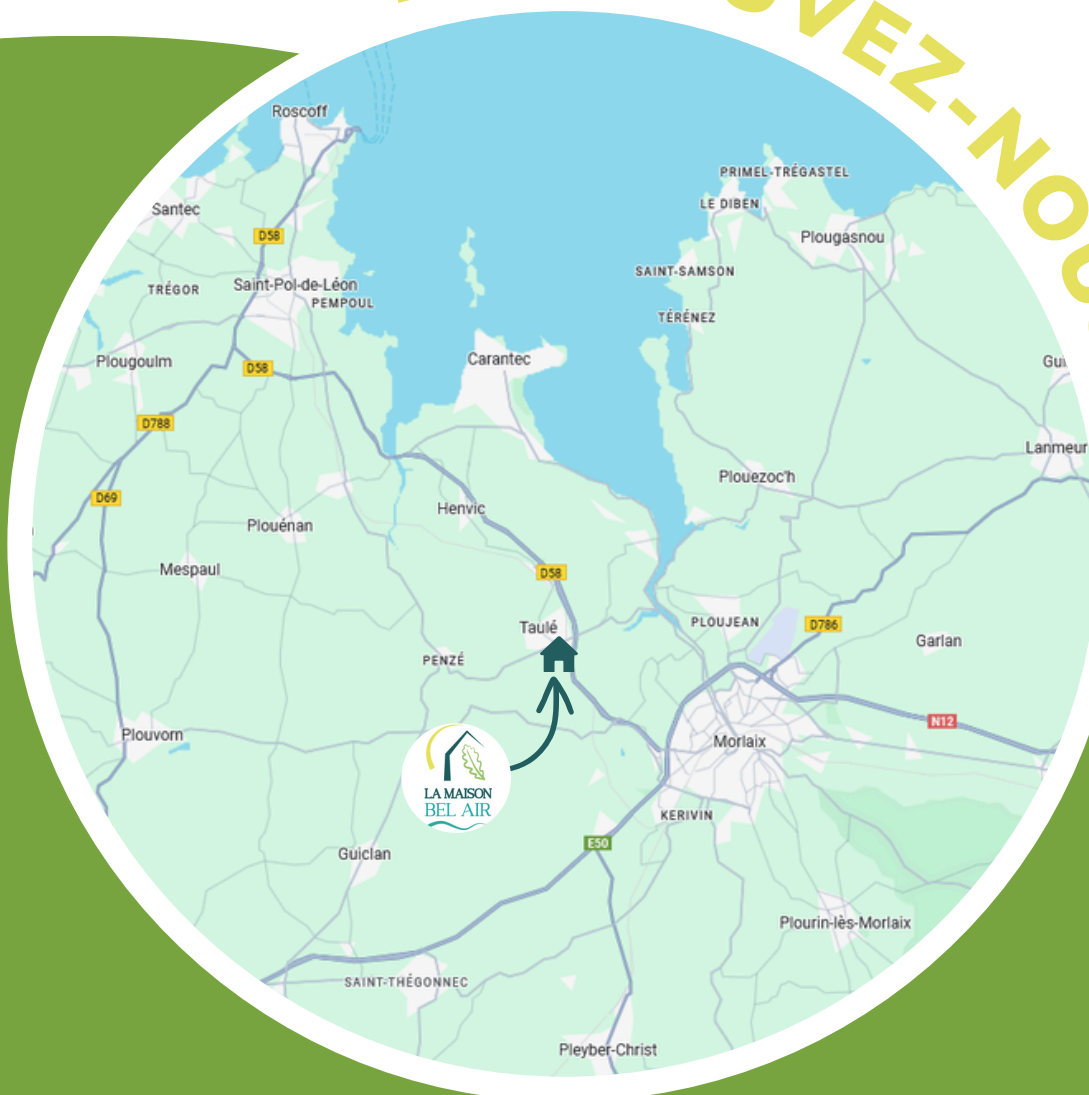 UVEZ-NOU
Roscoff
PRIMEL-TRÉGASTEL
LE DIBEN
Santec
D58
Plougasnou
SAINT-SAMSON
TRÉGOR
Saint-Pol-de-Léon
PEMPOUL
TÉRÉNEZ
Plougoulm
D58
Carantec
Gui
D788
Lanmeur
Plouezoc'h
D69
Henvic
Plouénan
Mespaul
D58
Taulé
PLOUJEAN
D786
Garlan
PENZÉ
N12
Plouvorn
Morlaix
LA MAISON
BEL AIR
KERIVIN
E50
Guiclan
Plourin-lès-Morlaix
SAINT-THÉGONNEC
Pleyber-Christ